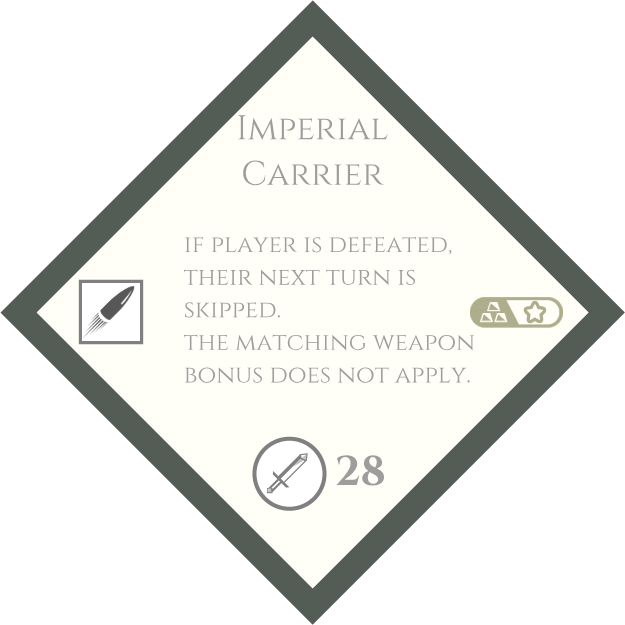 Imperial
Carrier
if player is defeated,
their next turn is
skipped.
the matching weapon
bonus does not apply.
28